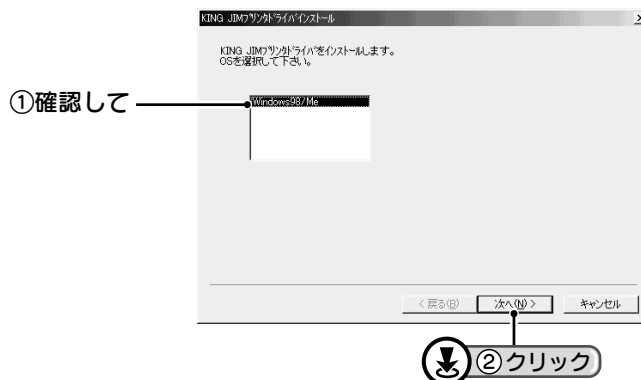 KING JIMプリンタドライバインストール
KING JIMプリンタドライバをインストールします。
OSを選択して下さい。
①確認して
Windows98/Me
< 戻る(B)
次へ(N) >
キャンセル
②クリック